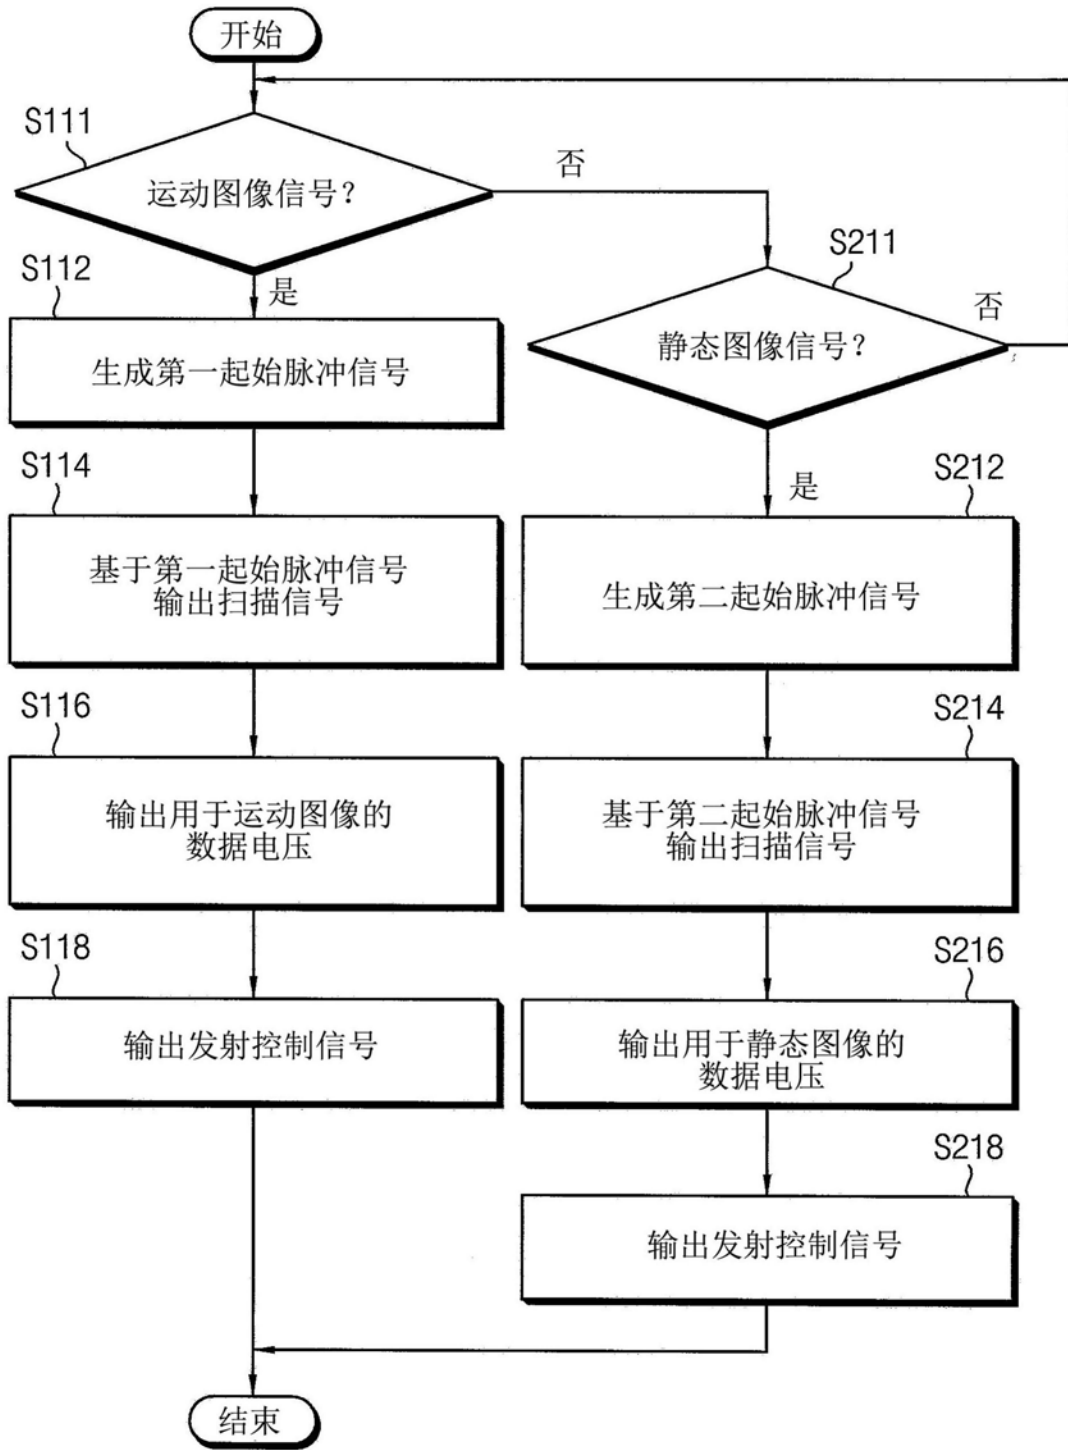 开始
S111
运动图像信号?
否
S211
静态图像信号?
否
S112
是
生成第一起始脉冲信号
S114
基于第一起始脉冲信号
输出扫描信号
S116
输出用于运动图像的
数据电压
S118
输出发射控制信号
是
S212
生成第二起始脉冲信号
S214
基于第二起始脉冲信号
输出扫描信号
S216
输出用于静态图像的
数据电压
S218
输出发射控制信号
结束